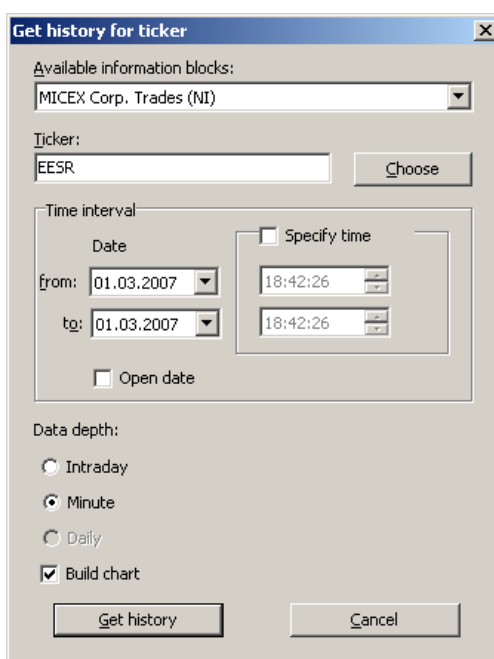 Get history for ticker
Available information blocks:
MICEX Corp. Trades (NI)
Ticker:
EESR
Choose
Time interval
Date
Specify time
from: 01.03.2007 18:42:26
to: 01.03.2007 18:42:26
Open date
Data depth:
Intraday
Minute
Daily
Build chart
Get history Cancel